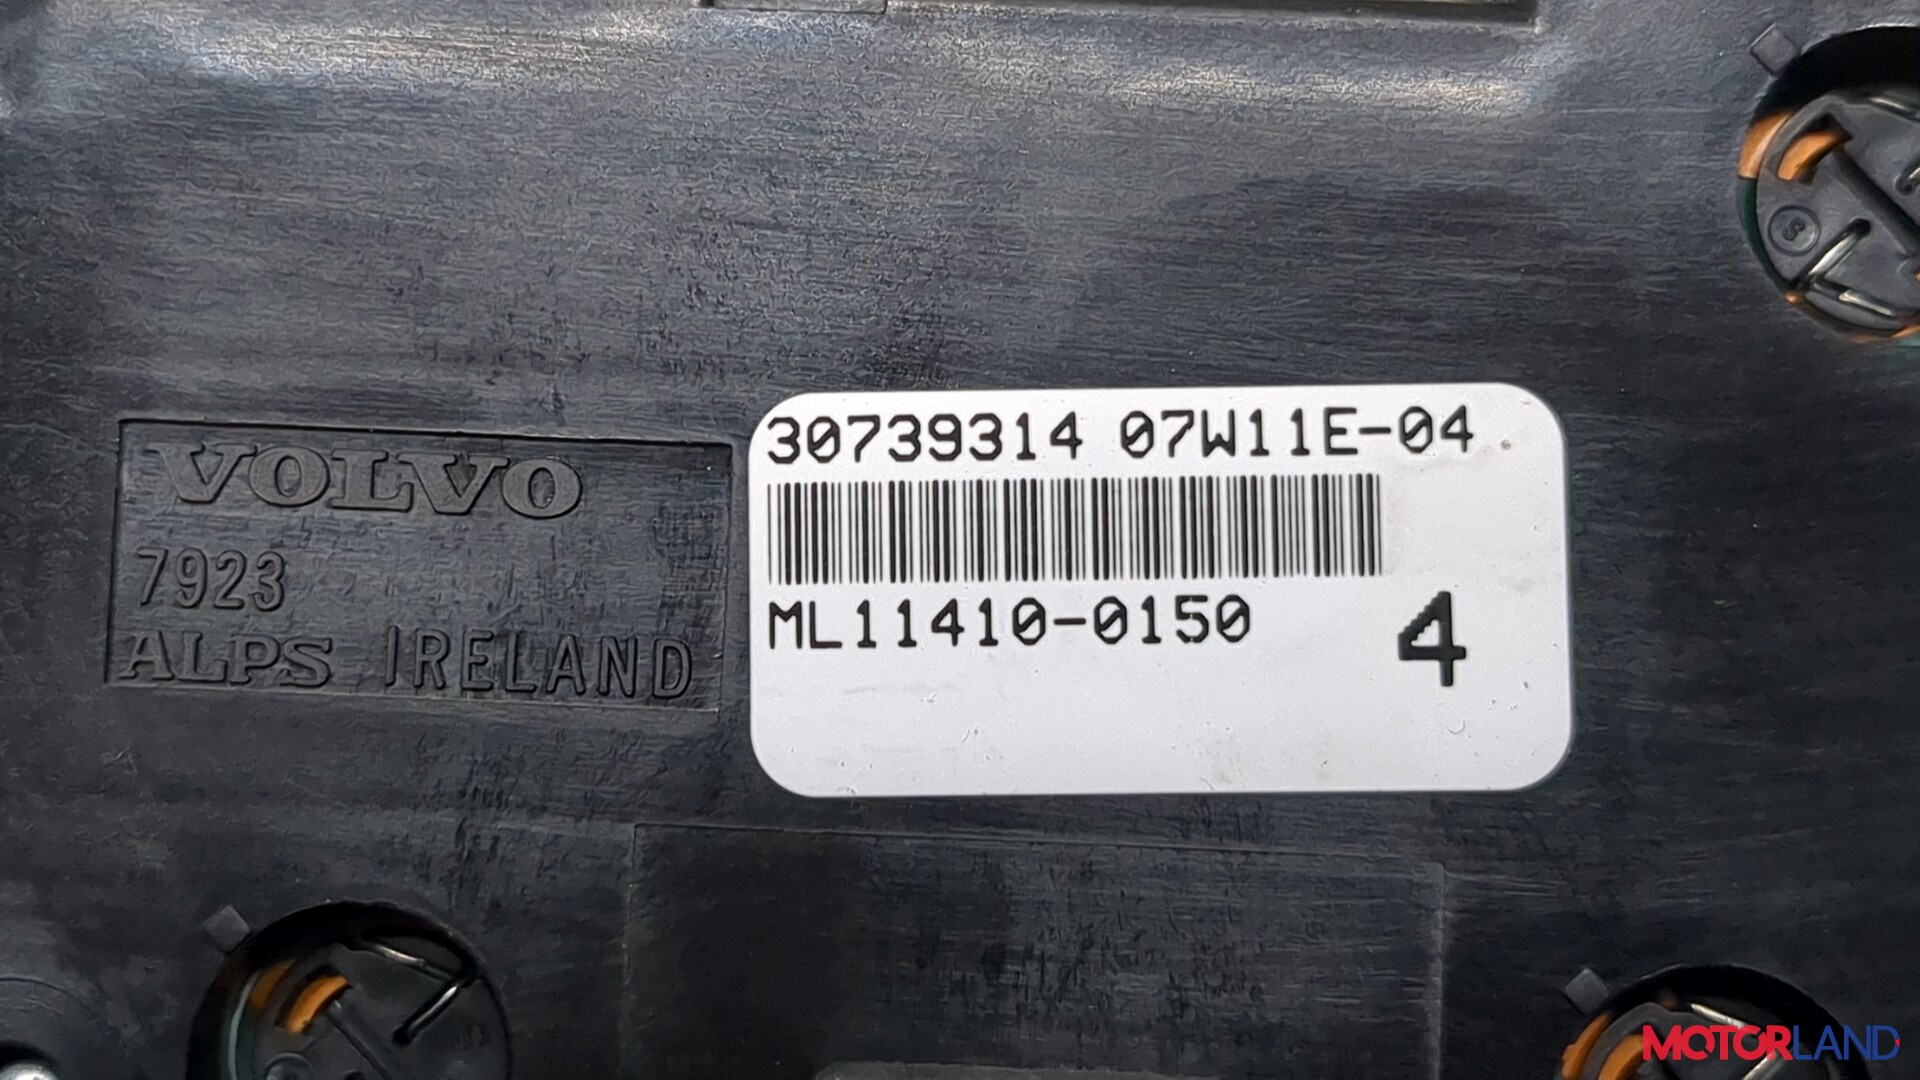 VOLVO
7923
ALPS IRELAND
30739314 07W11E-04
ML11410-0150
4
S
MOTORLAND